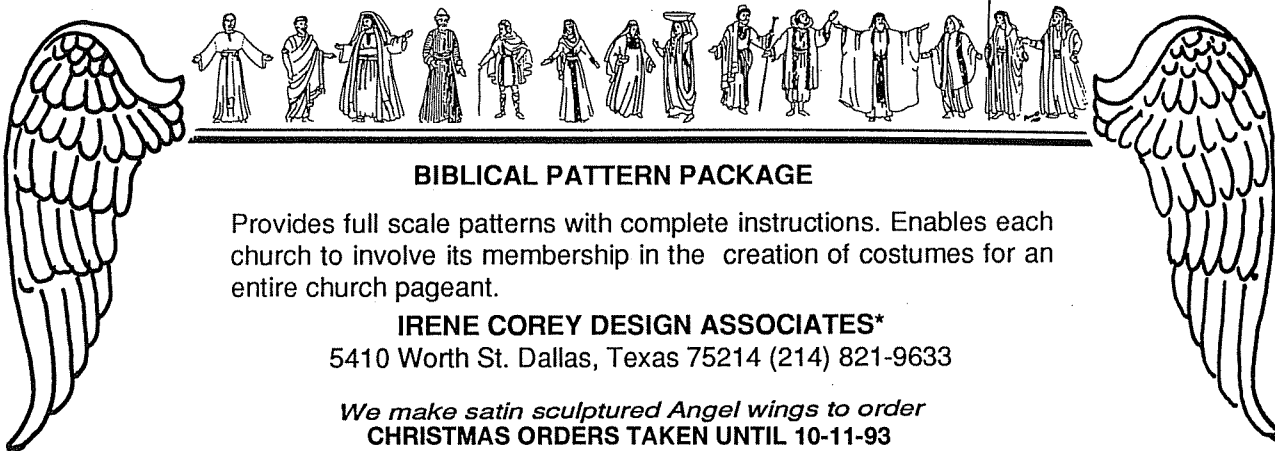 BIBLICAL PATTERN PACKAGE
Provides full scale patterns with complete instructions. Enables each
church to involve its membership in the creation of costumes for an
entire church pageant.
IRENE COREY DESIGN ASSOCIATES*
5410 Worth St. Dallas, Texas 75214 (214) 821-9633
We make satin sculptured Angel wings to order
CHRISTMAS ORDERS TAKEN UNTIL 10-11-93